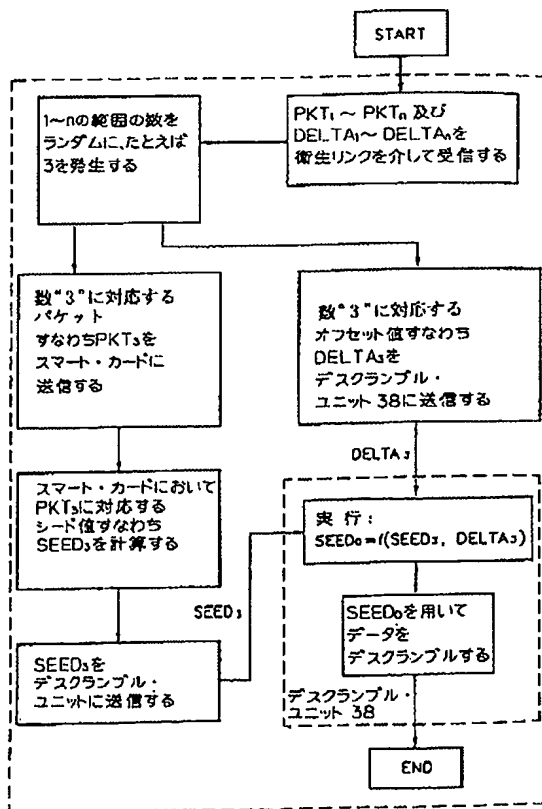 START
PKT₁ ～ PKTₙ 及び
DELTA₁～ DELTAₙを
衛生リンクを介して受信する
1～nの範囲の数を
ランダムに、たとえば
3を発生する
数“3”に対応する
パケット
すなわちPKT₃を
スマート・カードに
送信する
数“3”に対応する
オフセット値すなわち
DELTA₃を
デスクランブル・
ユニット 38に送信する
DELTA₃
スマート・カードにおいて
PKT₃に対応する
シード値すなわち
SEED₃を計算する
実行：
SEED₀=f(SEED₃, DELTA₃)
SEED₃
SEED₀を用いて
データを
デスクランブルする
SEED₃を
デスクランブル・
ユニットに送信する
デスクランブル・
ユニット 38
END